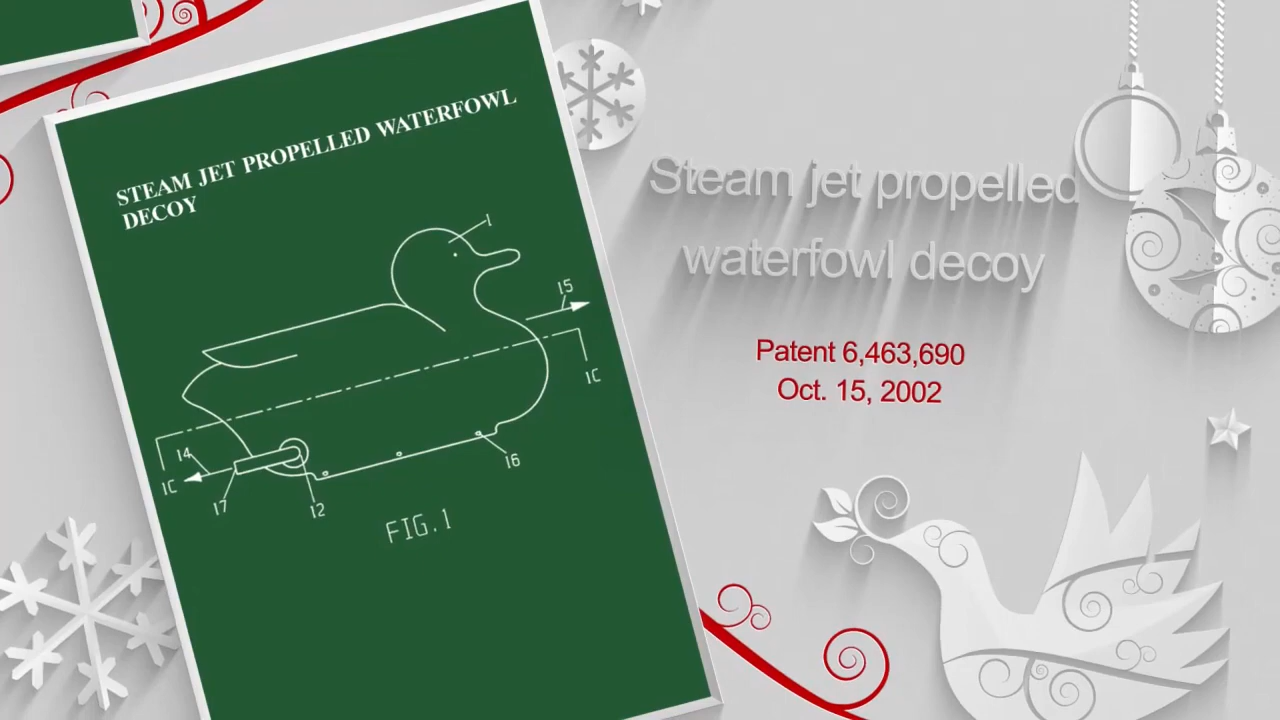 STEAM JET PROPELLED WATERFOWL
DECOY
1
15
1C
14
1C
17
12
16
FIG.1
Steam jet propelled
waterfowl decoy
Patent 6,463,690
Oct. 15, 2002